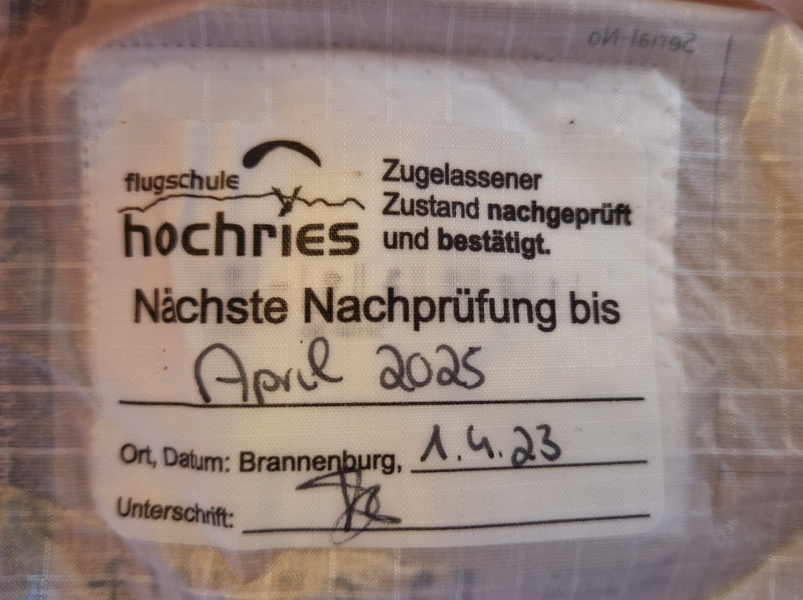 Serial-No
flugschule
hochries
Zugelassener
Zustand nachgeprüft
und bestätigt.
Nächste Nachprüfung bis
April 2025
Ort, Datum: Brannenburg, 1.4.23
Unterschrift: